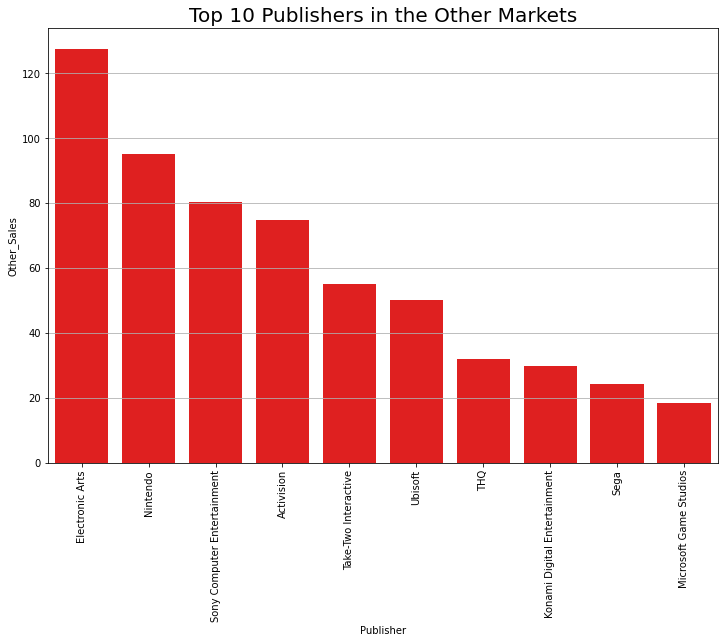 Top 10 Publishers in the Other Markets
Other_Sales
120
100
80
60
40
20
0
Electronic Arts
Nintendo
Sony Computer Entertainment
Activision
Take-Two Interactive
Ubisoft
THQ
Konami Digital Entertainment
Sega
Microsoft Game Studios
Publisher